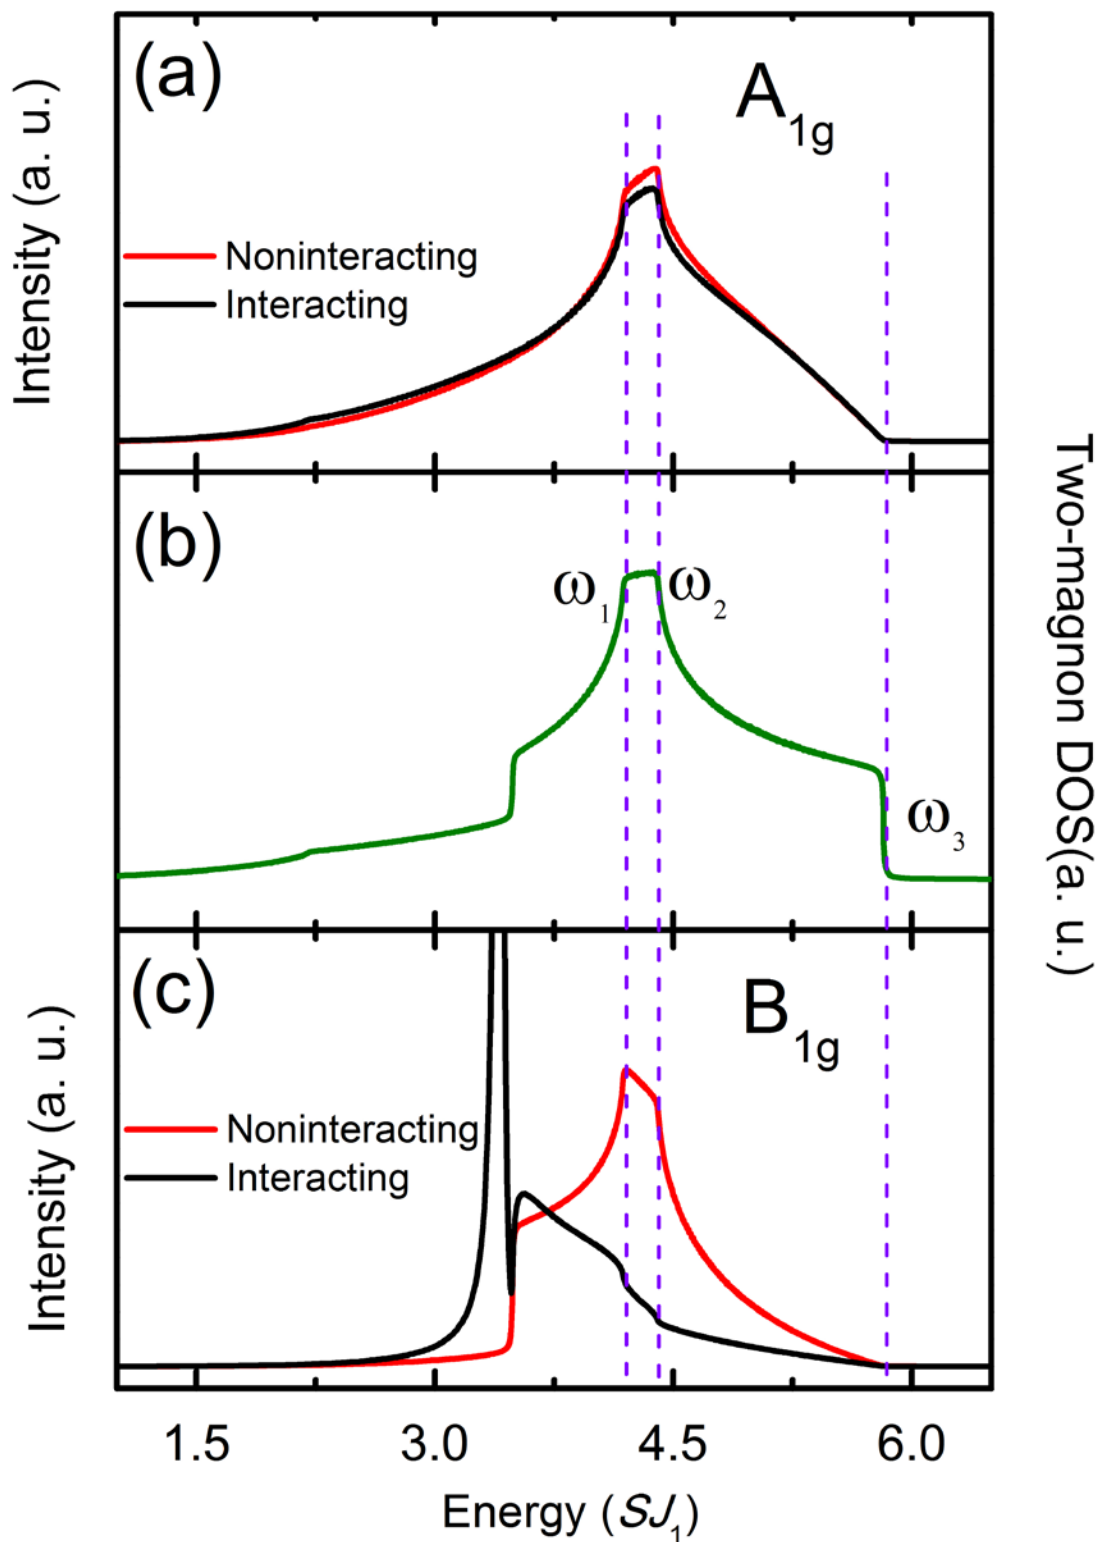 (a)
A1g
Intensity (a. u.)
Noninteracting
Interacting
(b)
ω1
ω2
ω3
Two-magnon DOS(a. u.)
(c)
B1g
Intensity (a. u.)
Noninteracting
Interacting
1.5 3.0 4.5 6.0
Energy (SJ1)